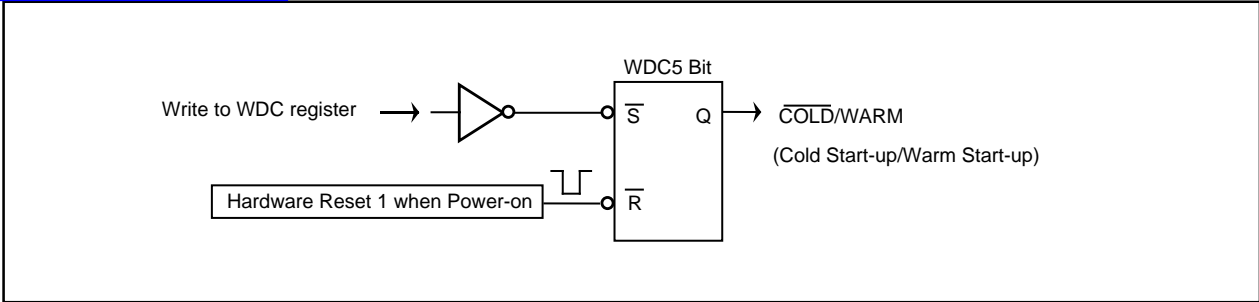 WDC5 Bit
Write to WDC register
S̅ Q
C̅O̅L̅D̅/WARM
(Cold Start-up/Warm Start-up)
Hardware Reset 1 when Power-on
R̅